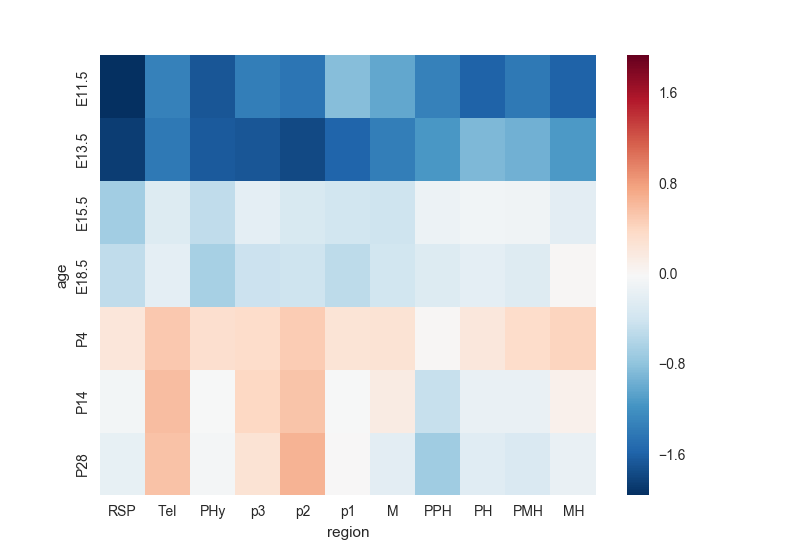 E11.5
E13.5
E15.5
E18.5
P4
P14
P28
age
RSP Tel PHy p3 p2 p1 M PPH PH PMH MH
region
1.6
0.8
0.0
−0.8
−1.6